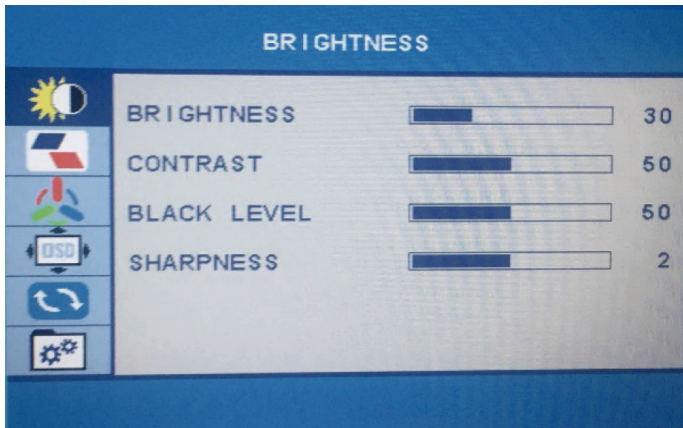 BRIGHTNESS
BRIGHTNESS 30
CONTRAST 50
BLACK LEVEL 50
OSD
SHARPNESS 2